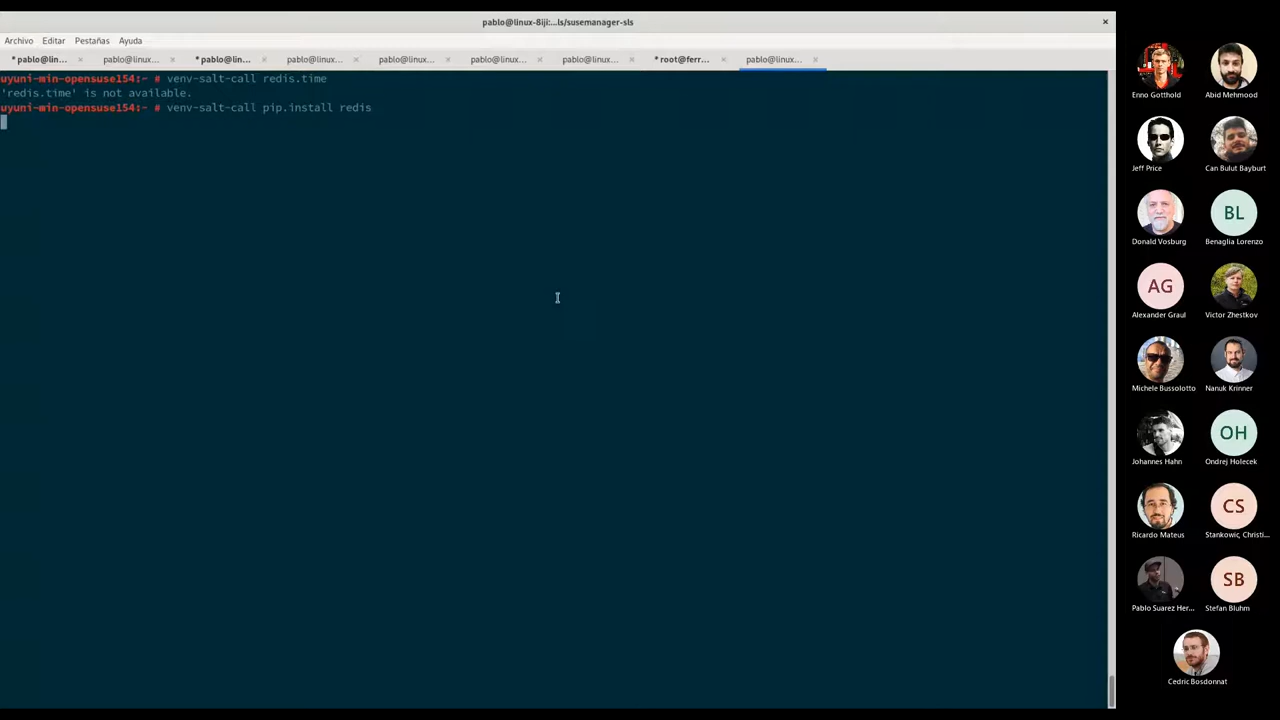 pablo@linux-8iji:...ls/susemanager-sls
Archivo Editar Pestañas Ayuda
* pablo@lin... pablo@linux... * pablo@lin... pablo@linux... pablo@linux... pablo@linux... pablo@linux... * root@ferr... pablo@linux...
uyuni-min-opensuse154:~ # venv-salt-call redis.time
'redis.time' is not available.
uyuni-min-opensuse154:~ # venv-salt-call pip.install redis
Enno Gotthold
Abid Mehmood
Jeff Price
Can Bulut Bayburt
Donald Vosburg
BL
Benaglia Lorenzo
AG
Alexander Graul
Victor Zhestkov
Michele Bussolotto
Nanuk Krinner
Johannes Hahn
OH
Ondrej Holecek
Ricardo Mateus
CS
Stankowic, Christi...
Pablo Suarez Her...
SB
Stefan Bluhm
Cedric Bosdonnat